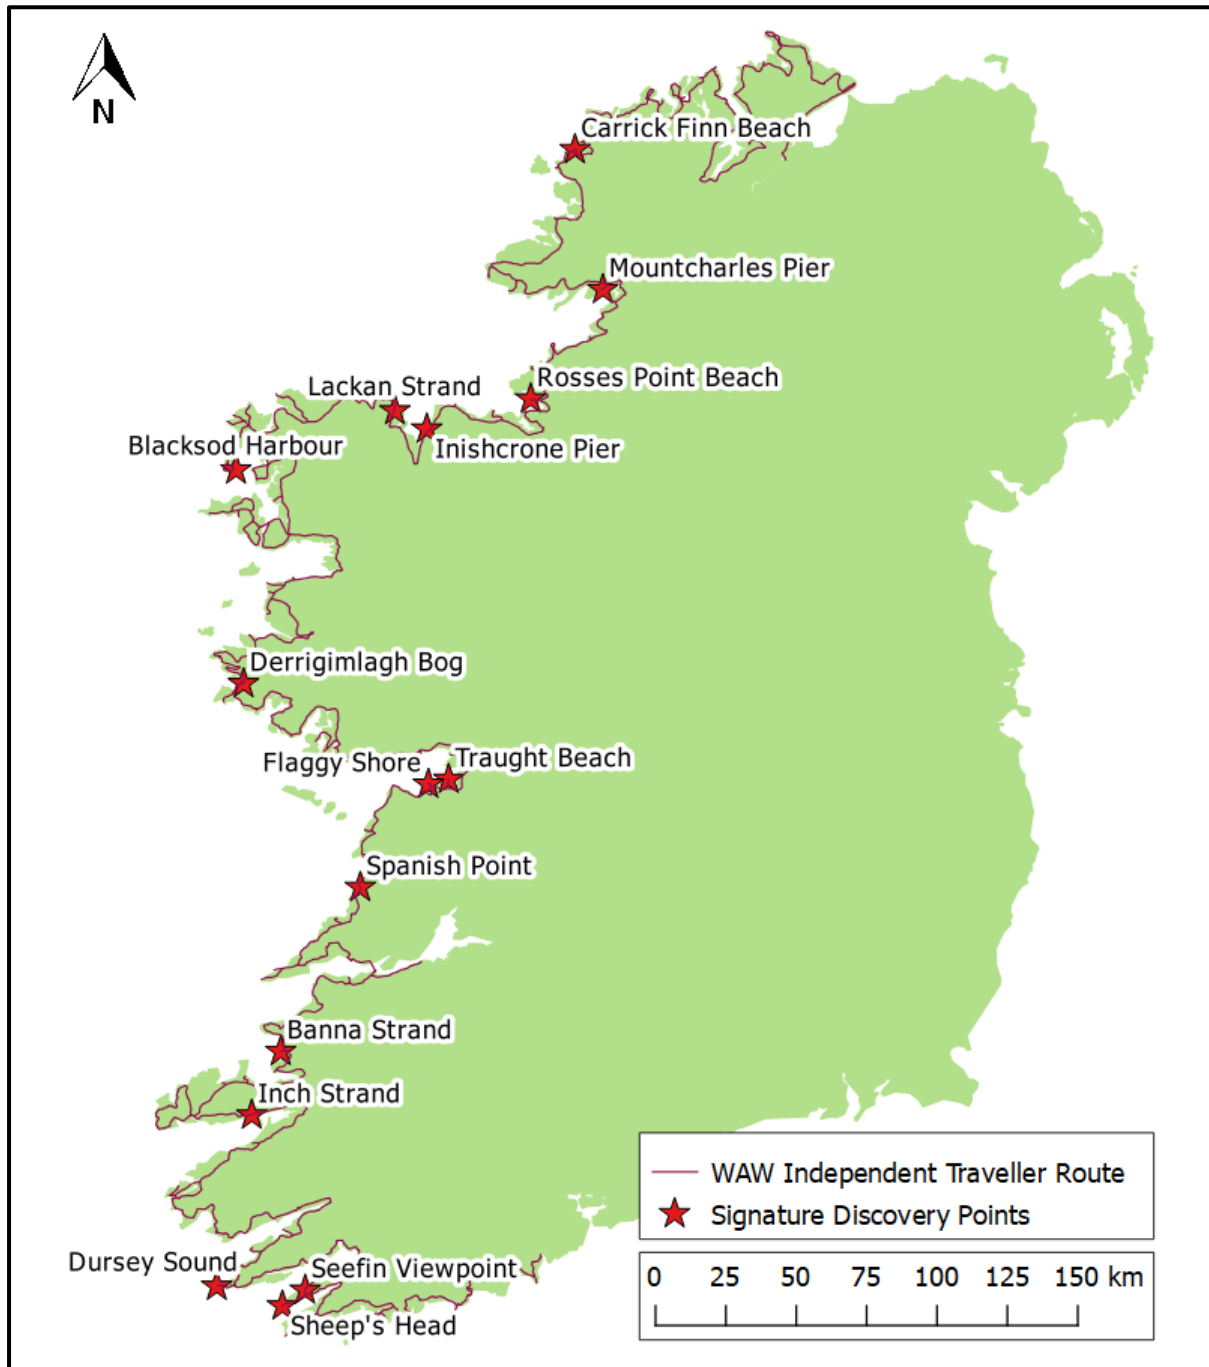 N
Carrick Finn Beach
Mountcharles Pier
Rosses Point Beach
Lackan Strand
Inishcrone Pier
Blacksod Harbour
Derrigimlagh Bog
Flaggy Shore
Traught Beach
Spanish Point
Banna Strand
Inch Strand
Dursey Sound
Seefin Viewpoint
Sheep's Head
WAW Independent Traveller Route
Signature Discovery Points
0 25 50 75 100 125 150 km